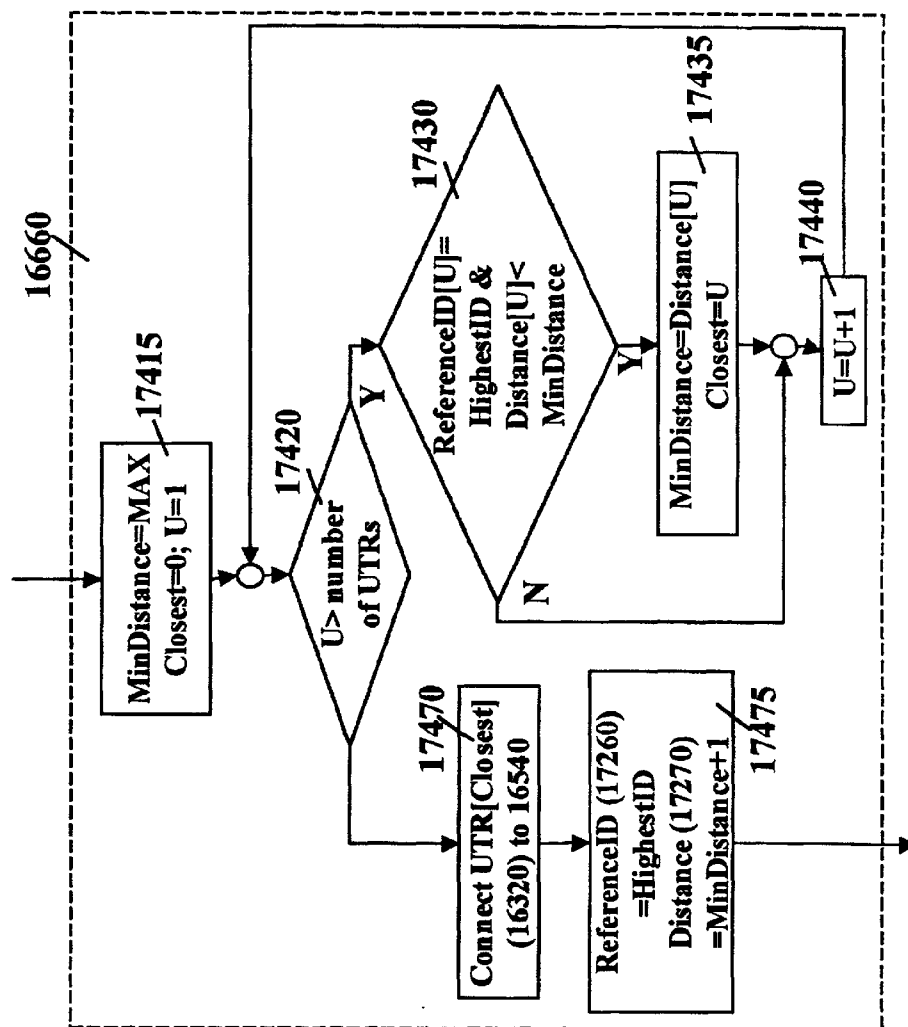 16660
17415
MinDistance=MAX
Closest=0; U=1
17420
U> number
of UTRs
Y
17430
ReferenceID[U]=
HighestID &
Distance[U]<
MinDistance
N
Y
17435
MinDistance=Distance[U]
Closest=U
17440
U=U+1
17470
Connect UTR[Closest]
(16320) to 16540
ReferenceID (17260)
=HighestID
Distance (17270)
=MinDistance+1
17475